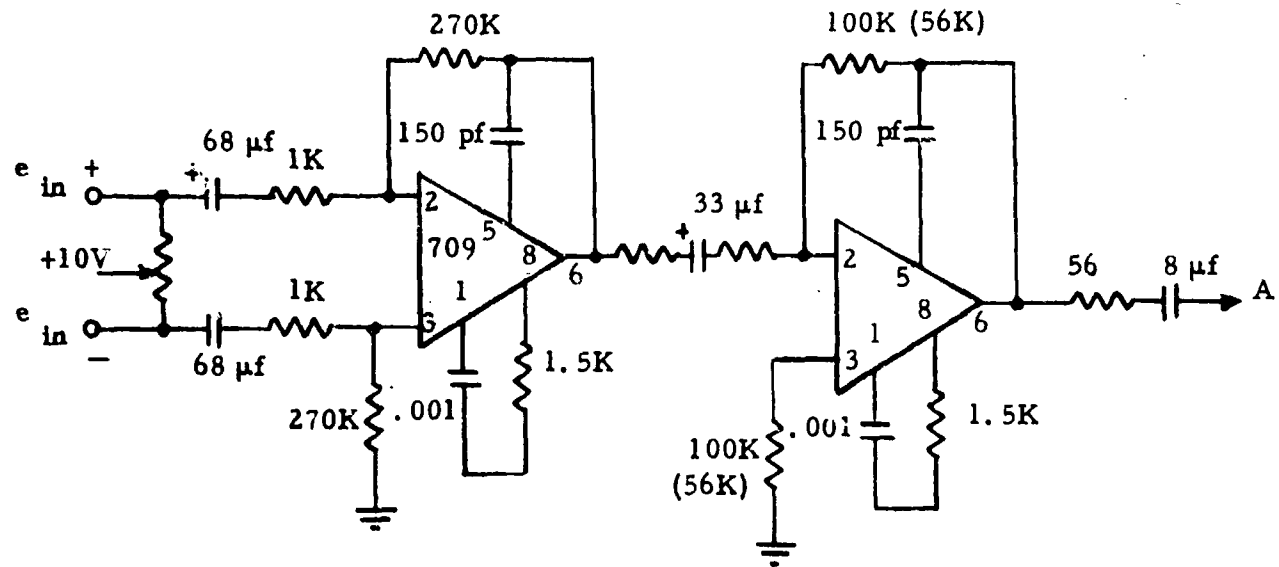 270K
100K (56K)
150 pf
150 pf
68 µf
1K
e in +
+
2
5
709
8
6
1
+10V
1K
e in −
3
68 µf
1.5K
.001
270K
33 µf
+
2
5
8
6
1
3
56
8 µf
A
1.5K
.001
100K
(56K)